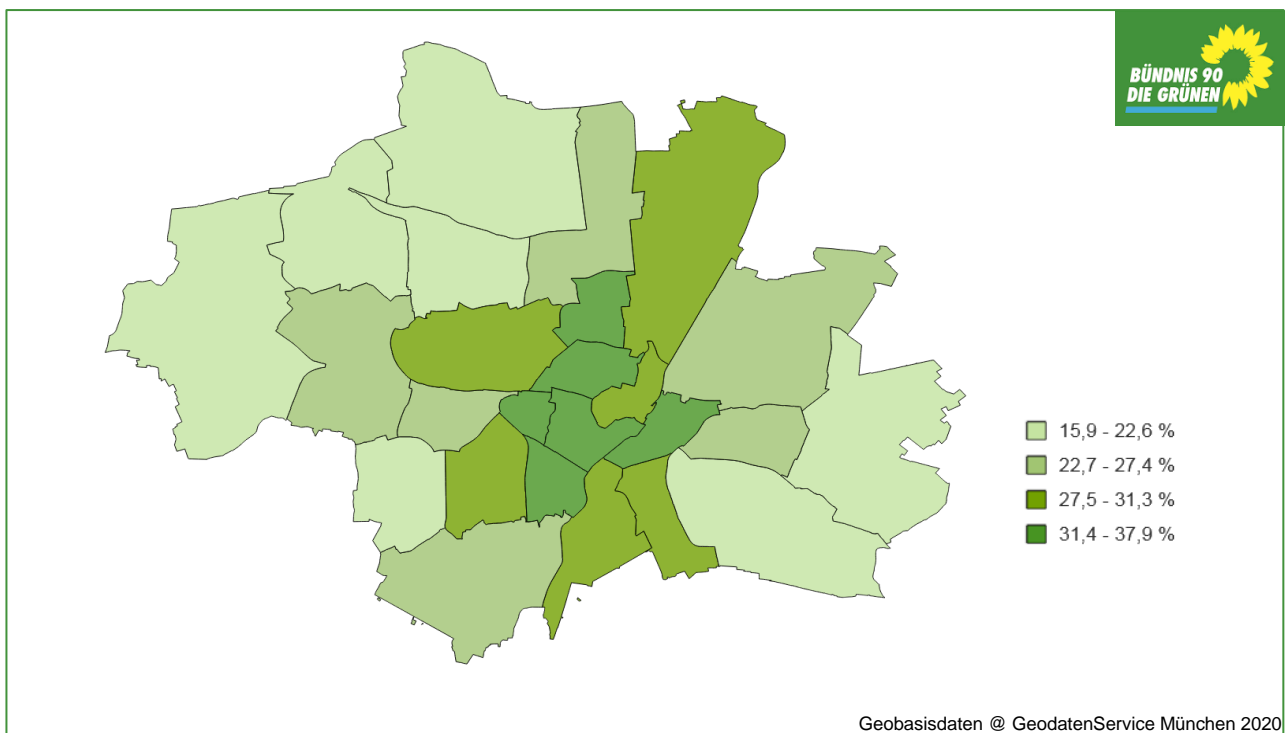 BÜNDNIS 90
DIE GRÜNEN
15,9 - 22,6 %
22,7 - 27,4 %
27,5 - 31,3 %
31,4 - 37,9 %
Geobasisdaten @ GeodatenService München 2020